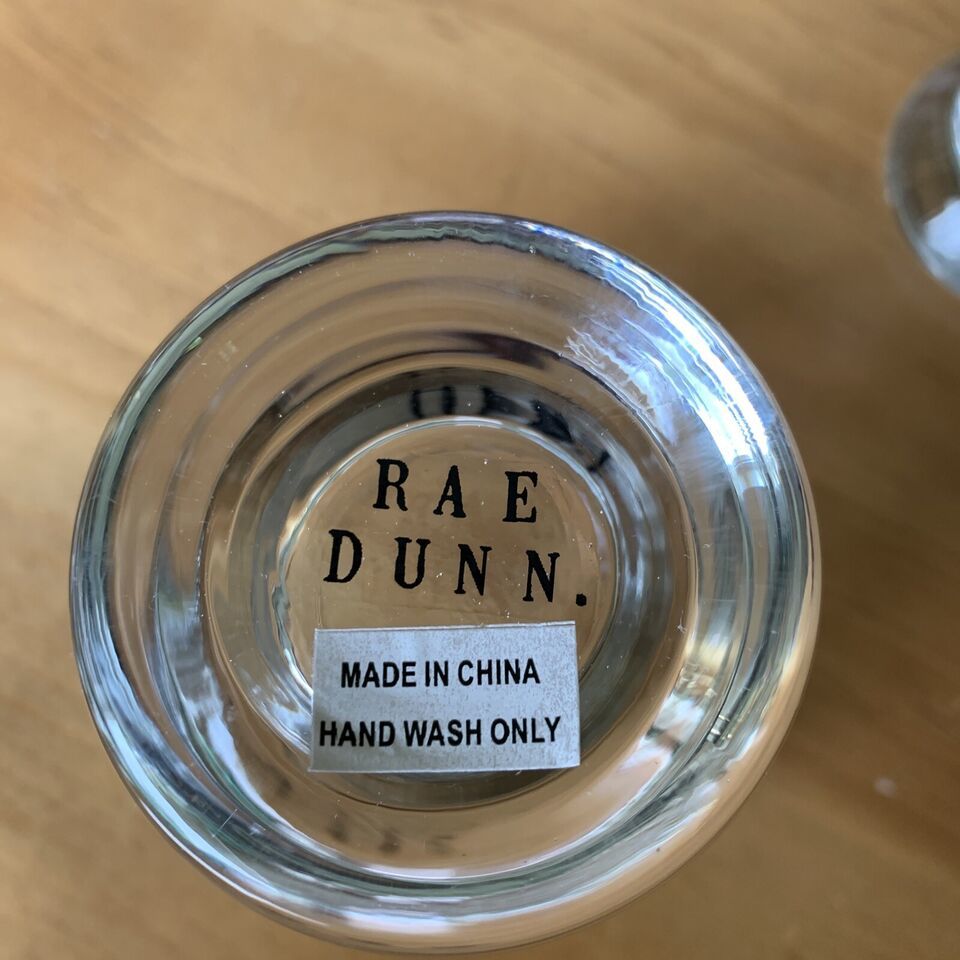 RAE
DUNN.
MADE IN CHINA
HAND WASH ONLY